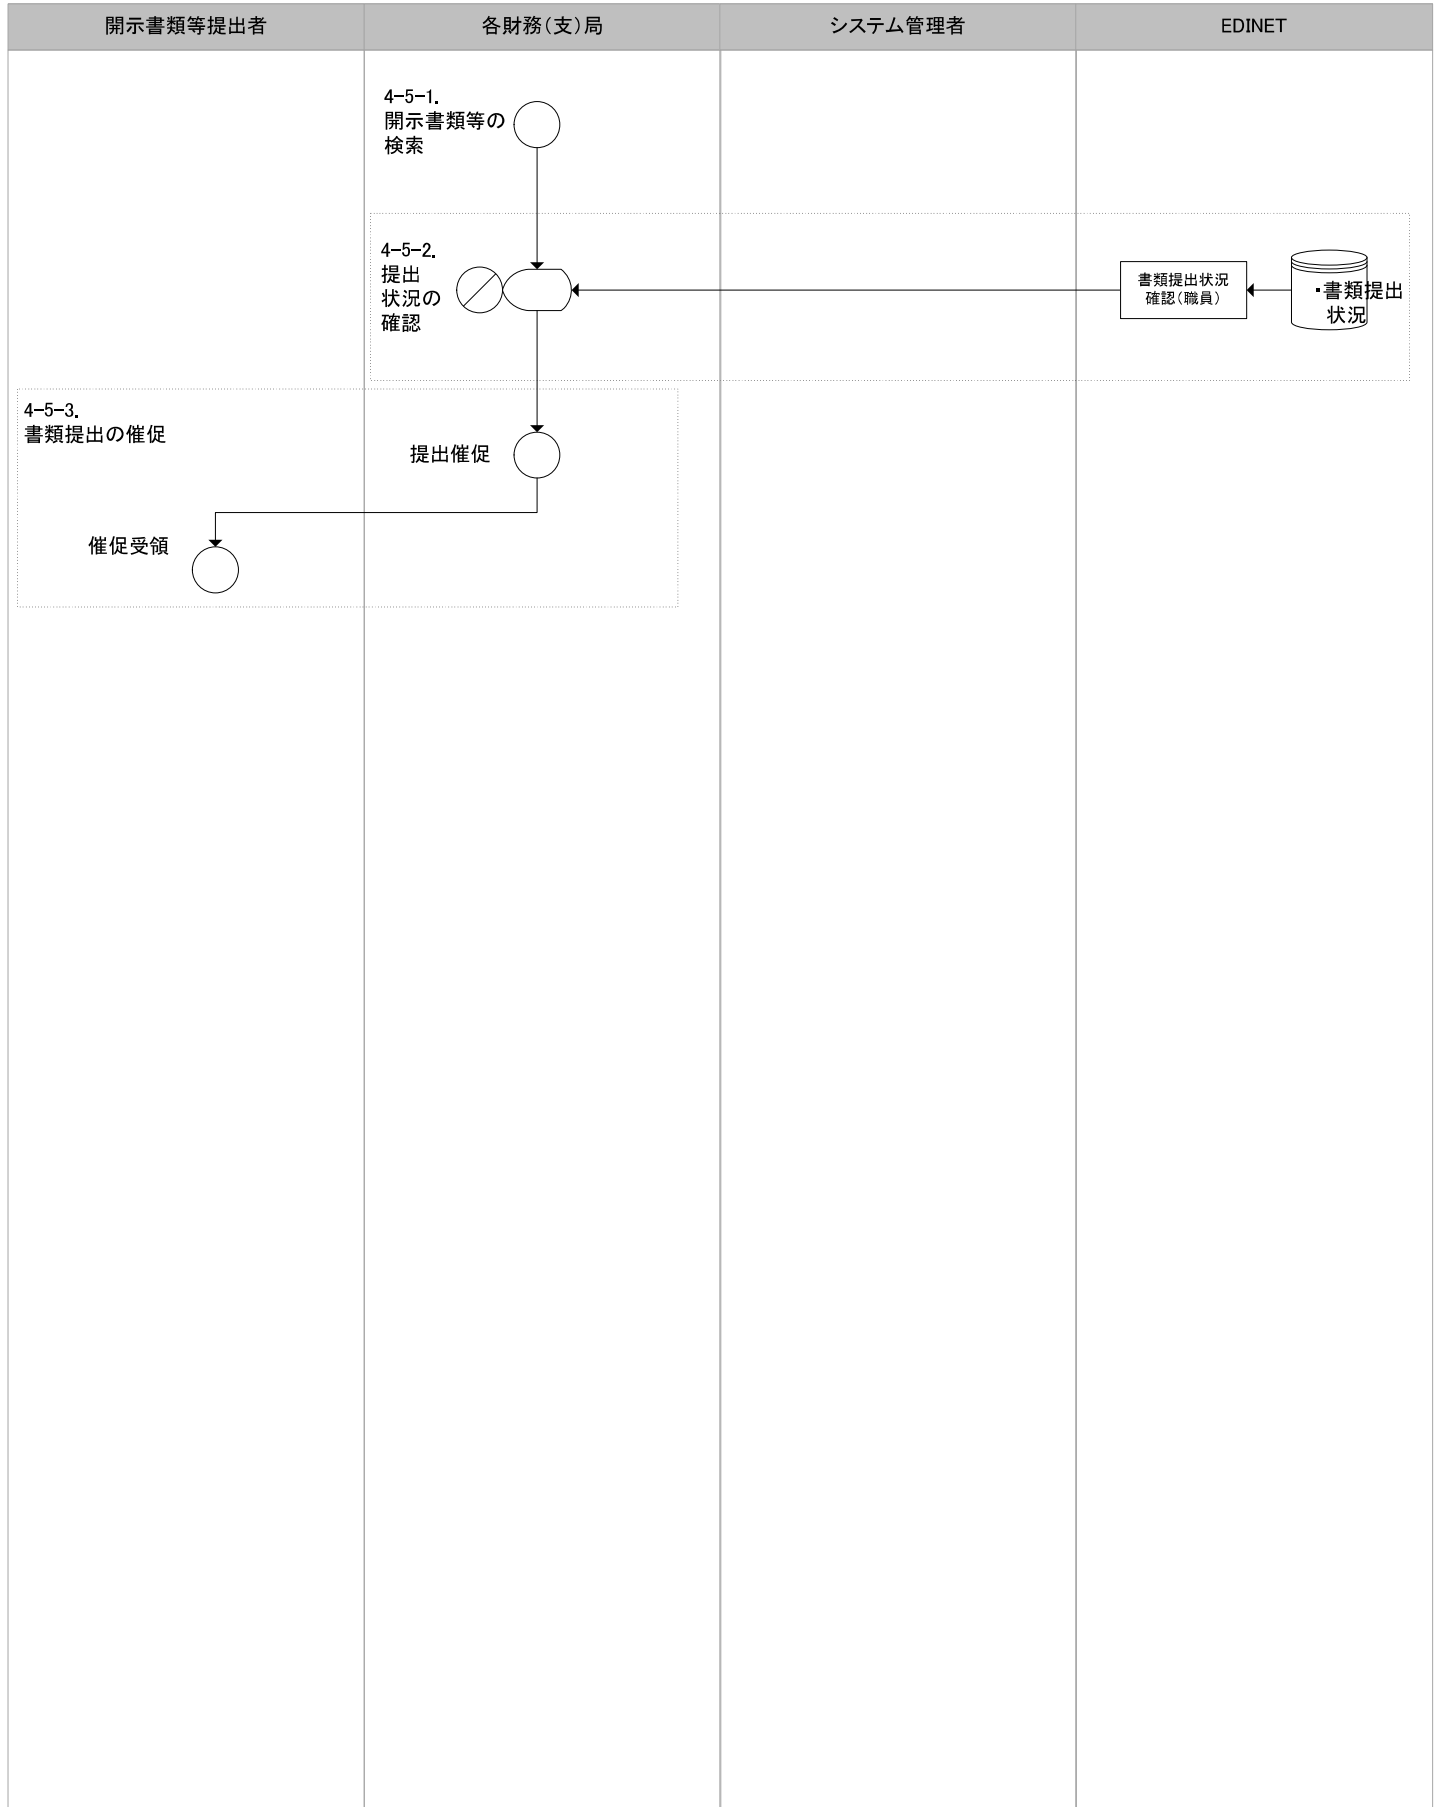 開示書類等提出者
各財務（支）局
システム管理者
EDINET
4-5-1.
開示書類等の
検索
4-5-2.
提出
状況の
確認
書類提出状況
確認（職員）
・書類提出
状況
4-5-3.
書類提出の催促
提出催促
催促受領